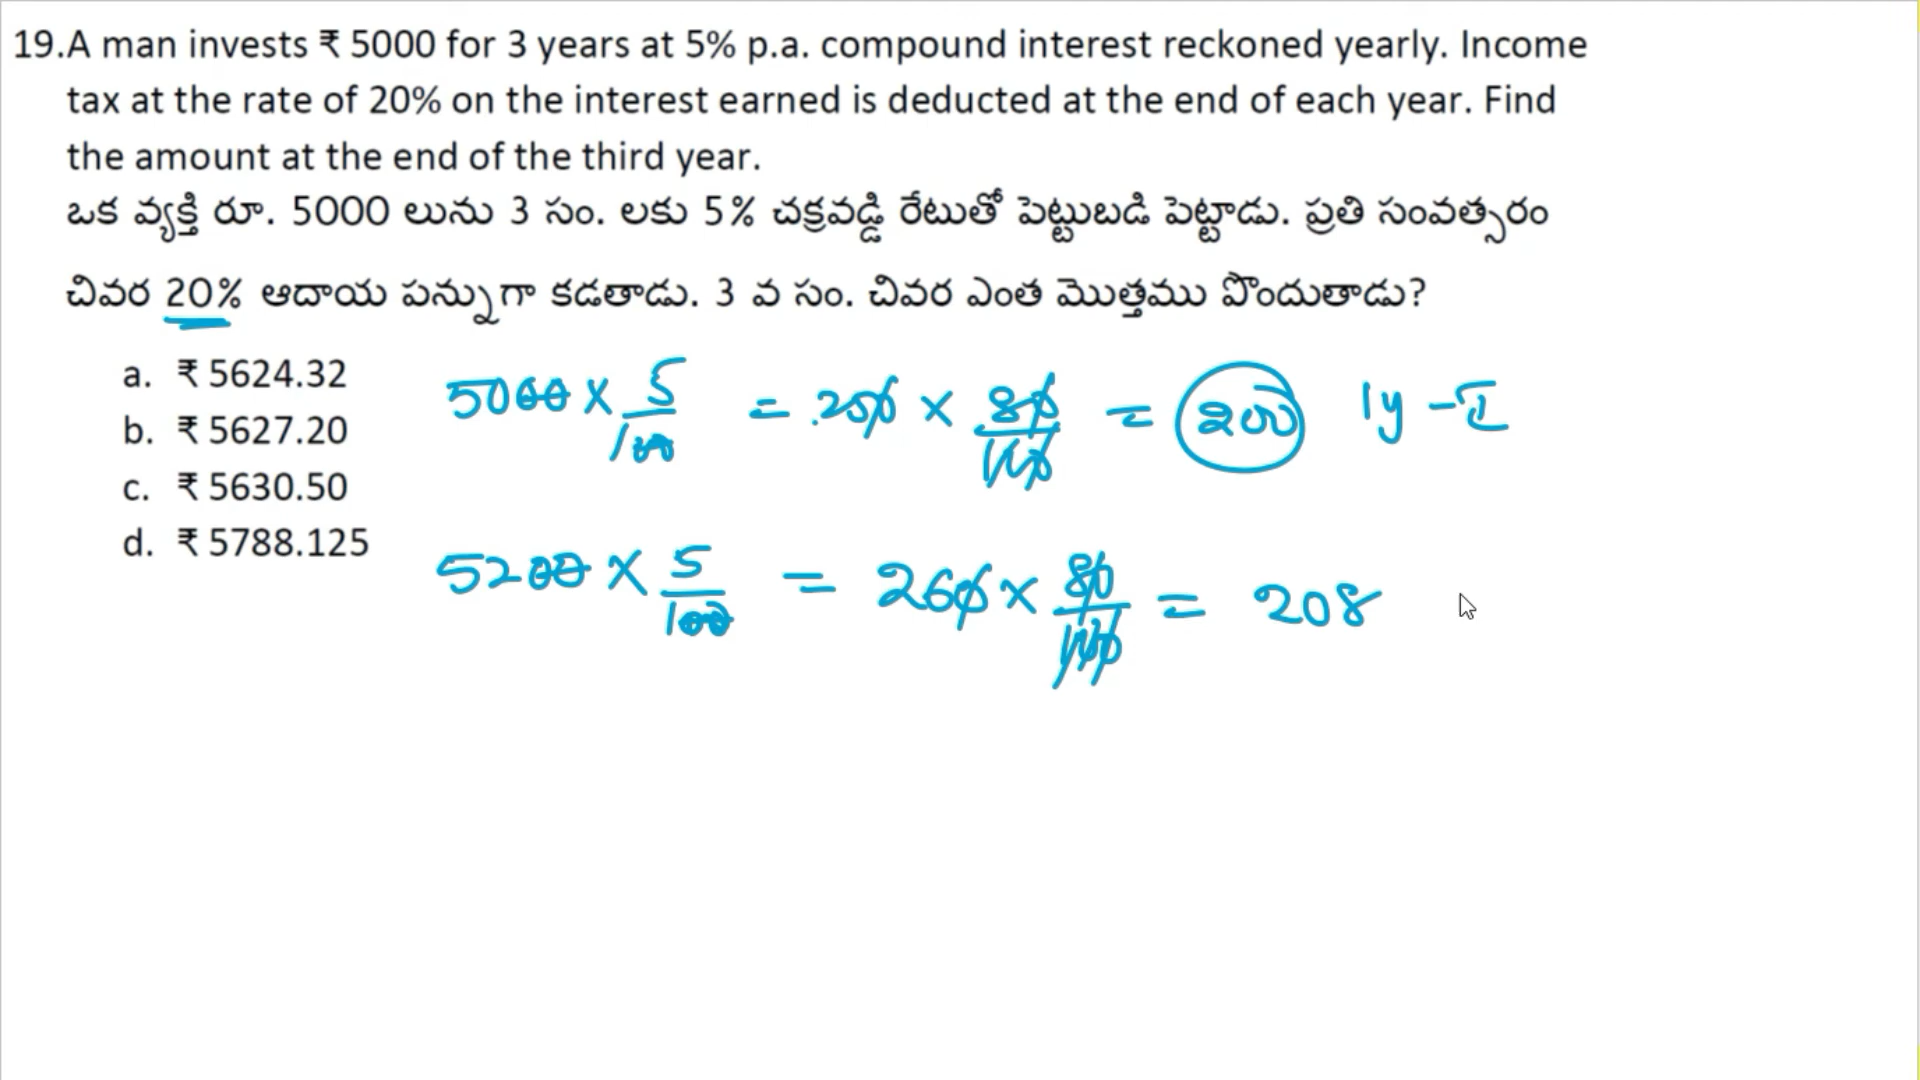 19.A man invests ₹ 5000 for 3 years at 5% p.a. compound interest reckoned yearly. Income
tax at the rate of 20% on the interest earned is deducted at the end of each year. Find
the amount at the end of the third year.
ఒక వ్యక్తి రూ. 5000 లును 3 సం. లకు 5% చక్రవడ్డి రేటుతో పెట్టుబడి పెట్టాడు. ప్రతి సంవత్సరం
చివర 20% ఆదాయ పన్నుగా కడతాడు. 3 వ సం. చివర ఎంత మొత్తము పొందుతాడు?
a. ₹ 5624.32
b. ₹ 5627.20
c. ₹ 5630.50
d. ₹ 5788.125
5000 × 5/100 = 250 × 80/100 = 200 1y - I
5200 × 5/100 = 260 × 80/100 = 208